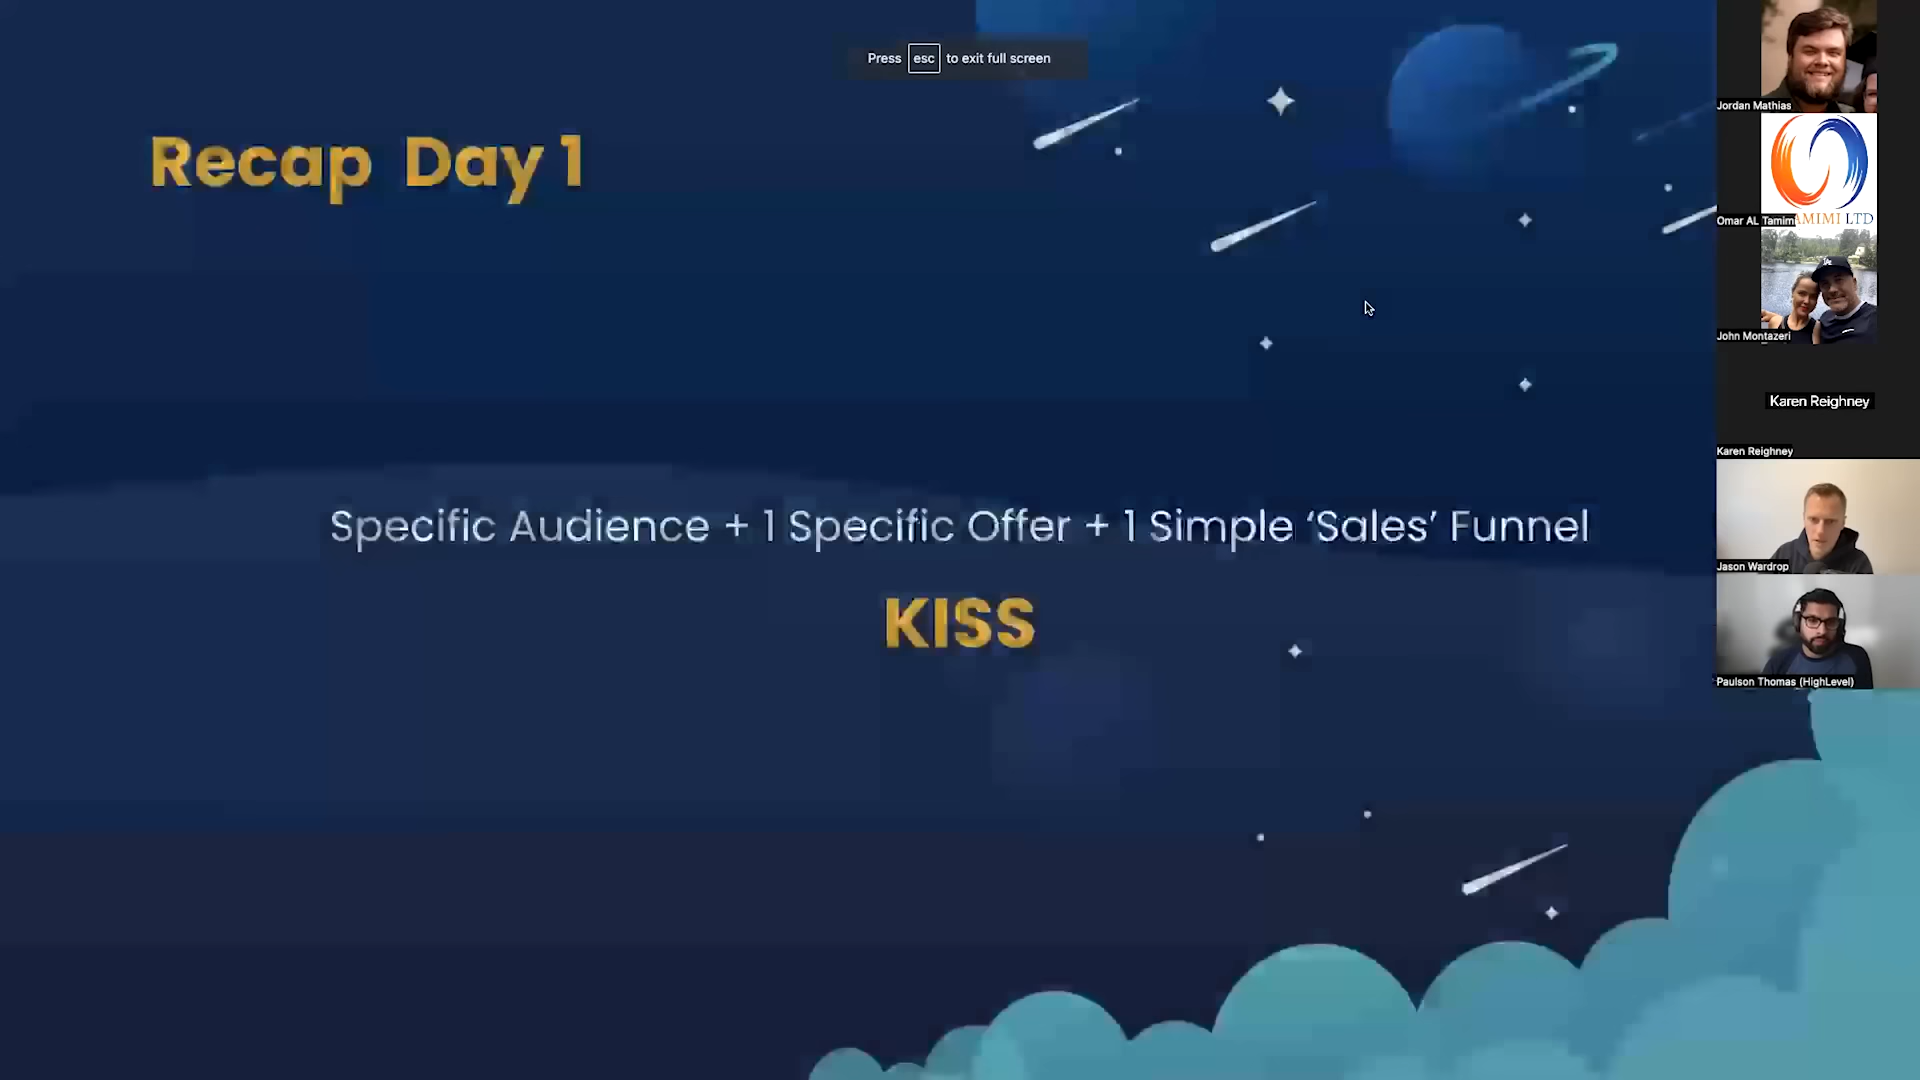 Press esc to exit full screen
Recap Day 1
Specific Audience + 1 Specific Offer + 1 Simple ‘Sales’ Funnel
KISS
Jordan Mathias
AMIMI LTD
Omar AL Tamimi
LA
John Montazeri
Karen Reighney
Karen Reighney
Jason Wardrop
Paulson Thomas (HighLevel)